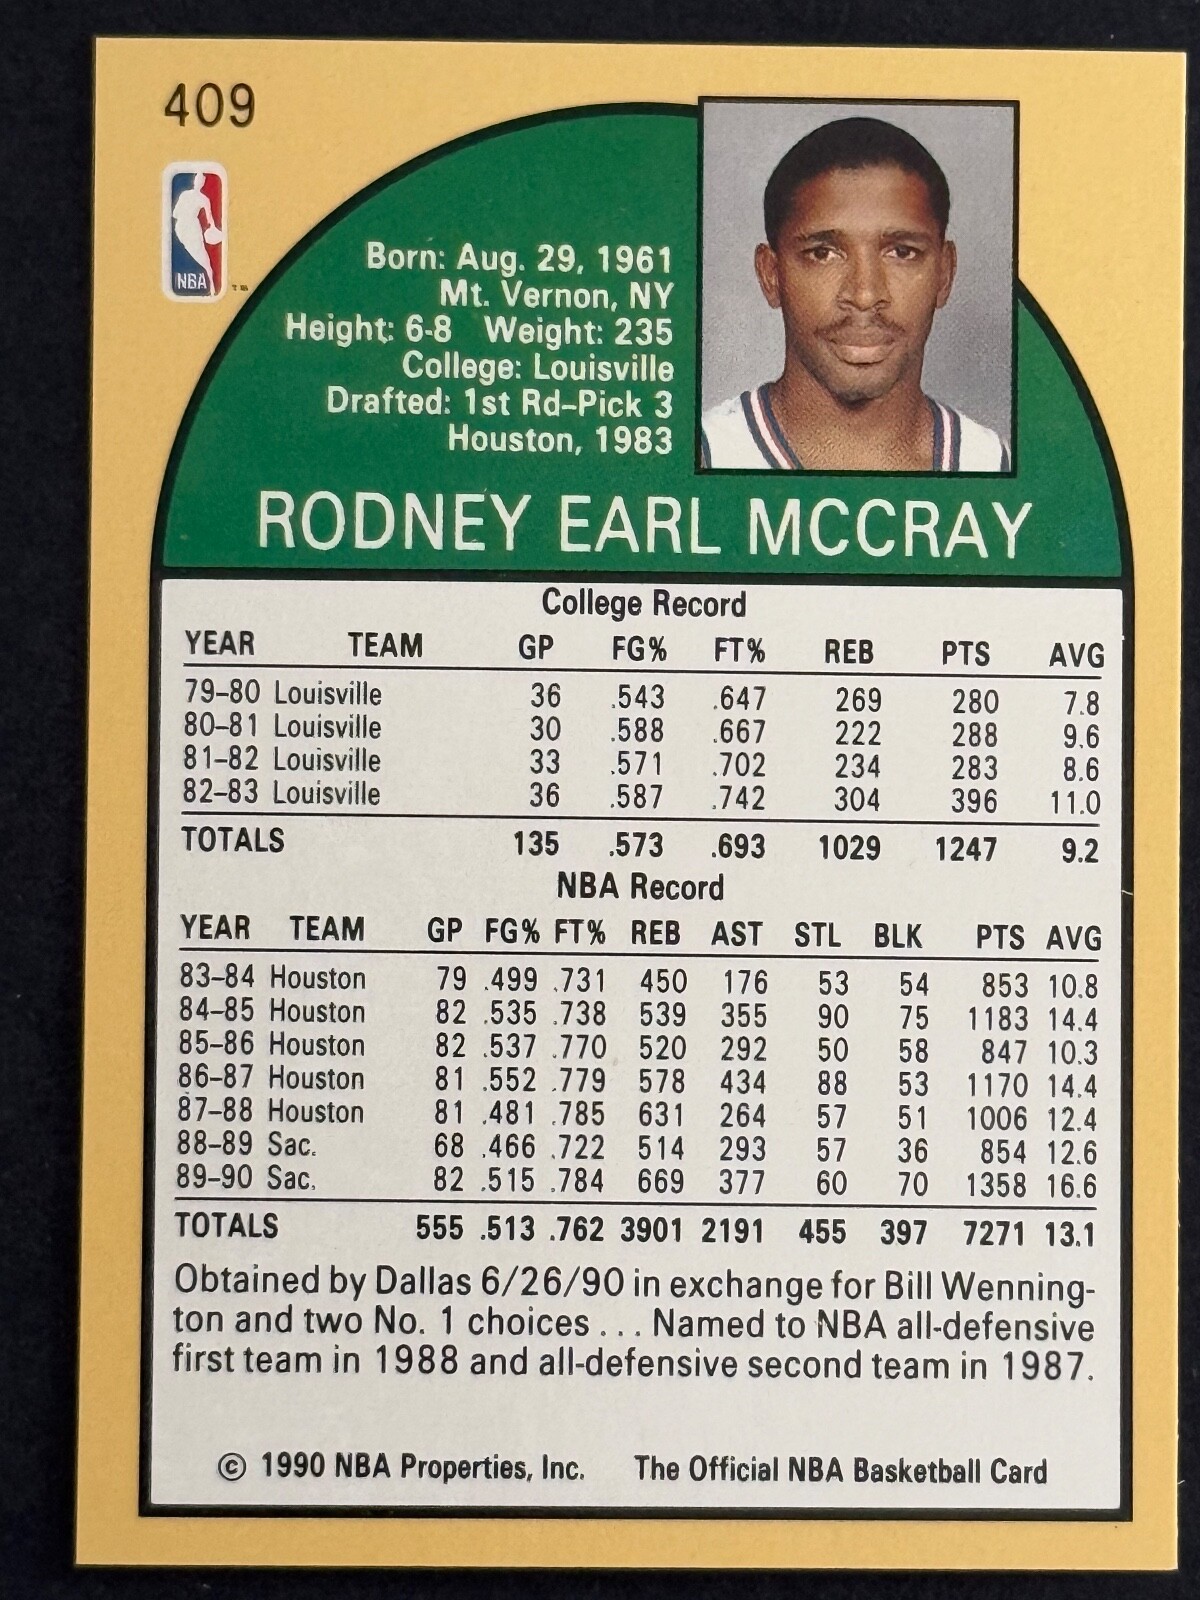 409
NBA
TM
Born: Aug. 29, 1961
Mt. Vernon, NY
Height: 6-8 Weight: 235
College: Louisville
Drafted: 1st Rd–Pick 3
Houston, 1983
RODNEY EARL MCCRAY
College Record
YEAR TEAM GP FG% FT% REB PTS AVG
79–80 Louisville 36 .543 .647 269 280 7.8
80–81 Louisville 30 .588 .667 222 288 9.6
81–82 Louisville 33 .571 .702 234 283 8.6
82–83 Louisville 36 .587 .742 304 396 11.0
TOTALS 135 .573 .693 1029 1247 9.2
NBA Record
YEAR TEAM GP FG% FT% REB AST STL BLK PTS AVG
83–84 Houston 79 .499 .731 450 176 53 54 853 10.8
84–85 Houston 82 .535 .738 539 355 90 75 1183 14.4
85–86 Houston 82 .537 .770 520 292 50 58 847 10.3
86–87 Houston 81 .552 .779 578 434 88 53 1170 14.4
87–88 Houston 81 .481 .785 631 264 57 51 1006 12.4
88–89 Sac. 68 .466 .722 514 293 57 36 854 12.6
89–90 Sac. 82 .515 .784 669 377 60 70 1358 16.6
TOTALS 555 .513 .762 3901 2191 455 397 7271 13.1
Obtained by Dallas 6/26/90 in exchange for Bill Wenning-
ton and two No. 1 choices ... Named to NBA all-defensive
first team in 1988 and all-defensive second team in 1987.
© 1990 NBA Properties, Inc. The Official NBA Basketball Card